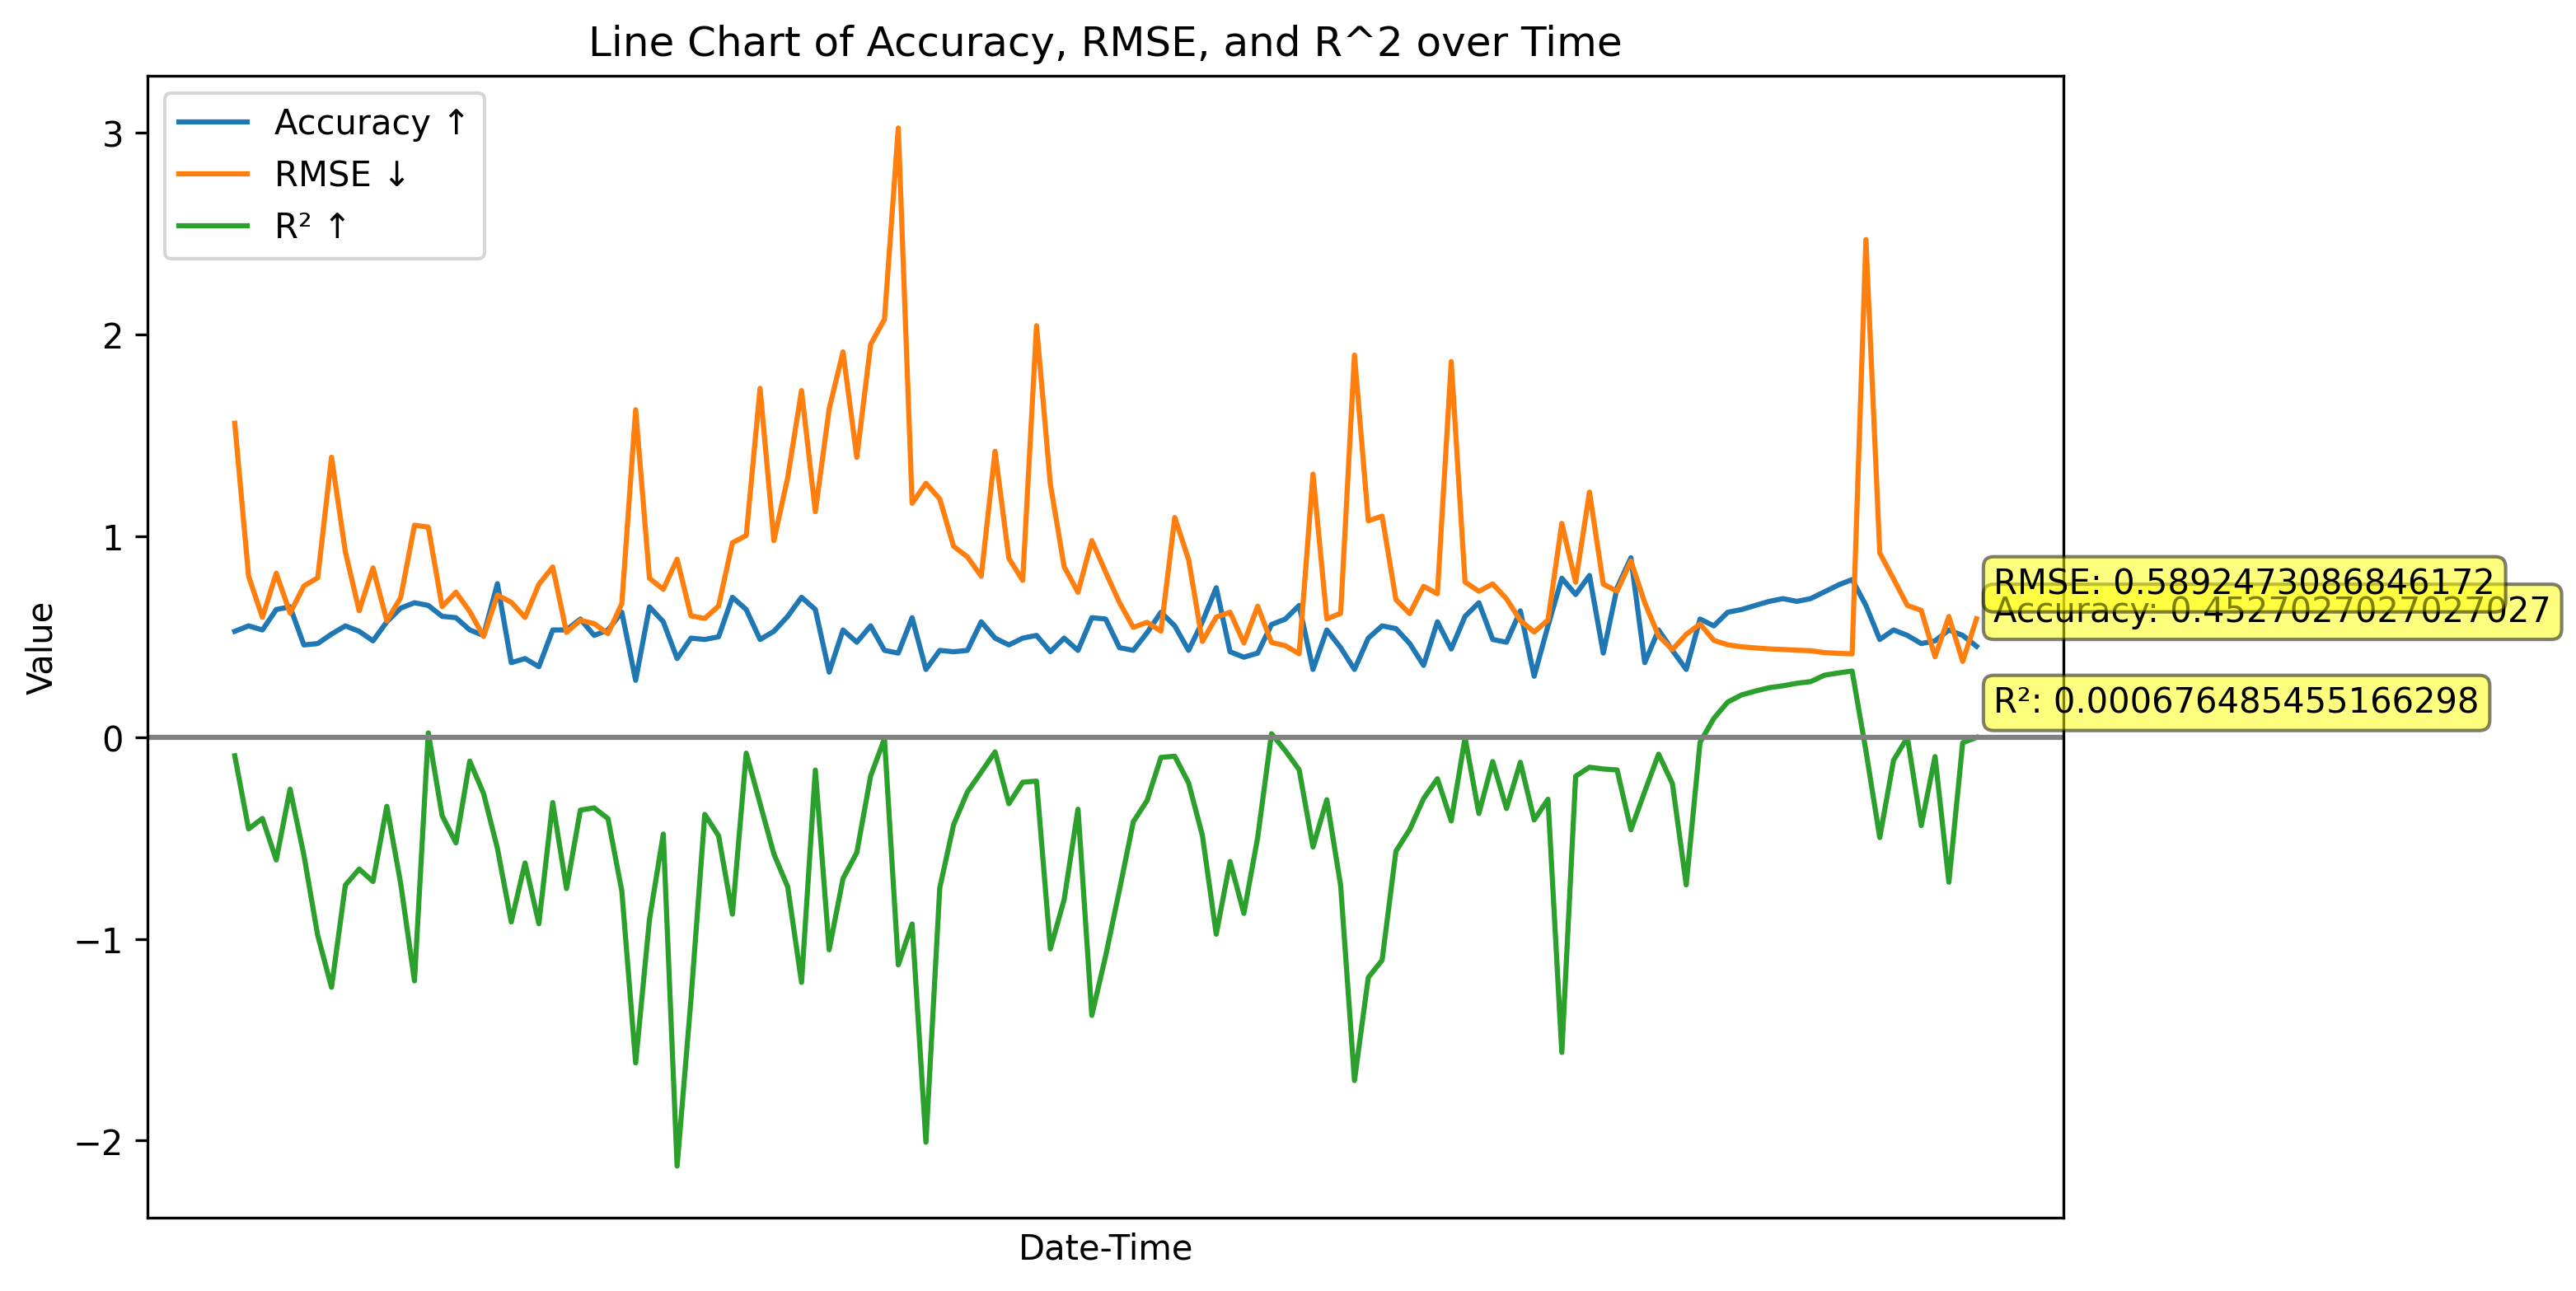 Line Chart of Accuracy, RMSE, and R^2 over Time
Accuracy ↑
RMSE ↓
R² ↑
3
2
1
0
−1
−2
Value
RMSE: 0.5892473086846172
Accuracy: 0.4527027027027027
R²: 0.000676485455166298
Date-Time